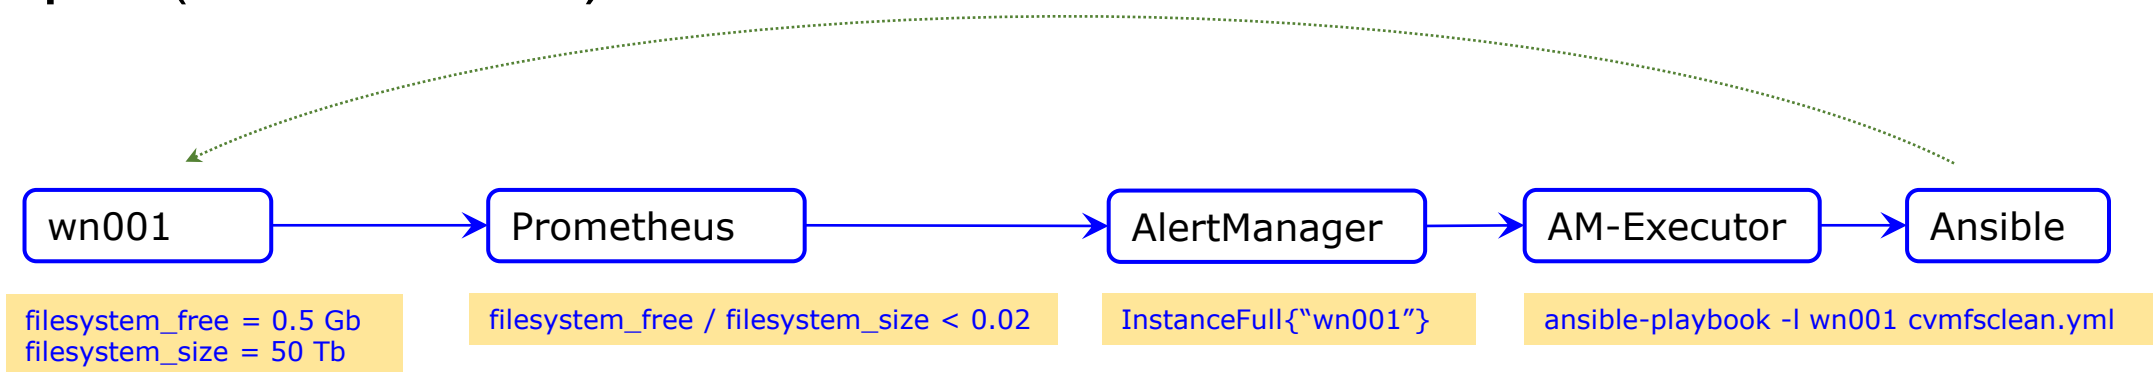 wn001
Prometheus
AlertManager
AM-Executor
Ansible
filesystem_free = 0.5 Gb
filesystem_size = 50 Tb
filesystem_free / filesystem_size < 0.02
InstanceFull{“wn001”}
ansible-playbook -l wn001 cvmfsclean.yml